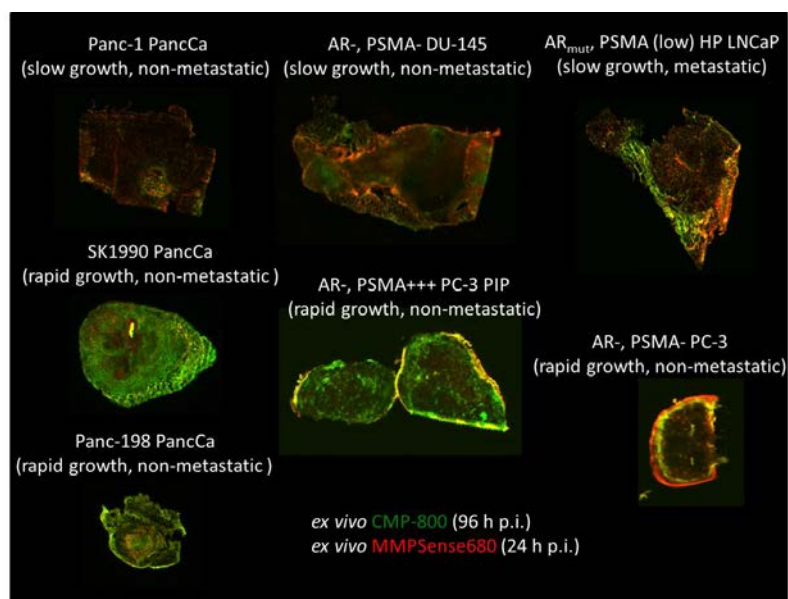 Panc-1 PancCa
(slow growth, non-metastatic)
AR-, PSMA- DU-145
(slow growth, non-metastatic)
AR_mut, PSMA (low) HP LNCaP
(slow growth, metastatic)
SK1990 PancCa
(rapid growth, non-metastatic )
AR-, PSMA+++ PC-3 PIP
(rapid growth, non-metastatic)
AR-, PSMA- PC-3
(rapid growth, non-metastatic)
Panc-198 PancCa
(rapid growth, non-metastatic )
ex vivo CMP-800 (96 h p.i.)
ex vivo MMPSense680 (24 h p.i.)